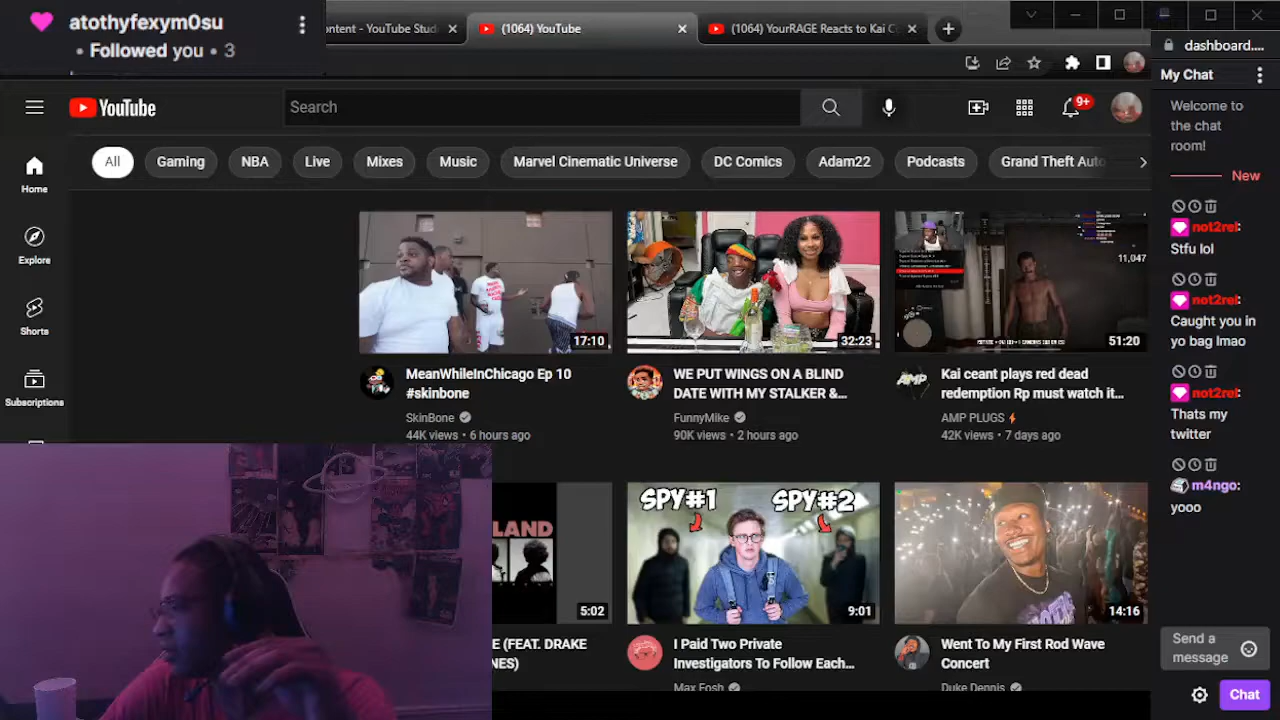 atothyfexym0su
• Followed you • 3
ontent - YouTube Stud
(1064) YouTube
(1064) YourRAGE Reacts to Kai C
dashboard....
YouTube
Search
9+
My Chat
All
Gaming
NBA
Live
Mixes
Music
Marvel Cinematic Universe
DC Comics
Adam22
Podcasts
Grand Theft Auto
Home
Explore
Shorts
Subscriptions
17:10
MeanWhileInChicago Ep 10
#skinbone
SkinBone
44K views • 6 hours ago
32:23
WE PUT WINGS ON A BLIND
DATE WITH MY STALKER &...
FunnyMike
90K views • 2 hours ago
11,047
51:20
AMP
Kai ceant plays red dead
redemption Rp must watch it...
AMP PLUGS
42K views • 7 days ago
LAND
5:02
E (FEAT. DRAKE
NES)
SPY#1
SPY#2
9:01
I Paid Two Private
Investigators To Follow Each...
Max Fosh
14:16
Went To My First Rod Wave
Concert
Duke Dennis
Welcome to
the chat
room!
New
not2rel:
Stfu lol
not2rel:
Caught you in
yo bag lmao
not2rel:
Thats my
twitter
m4ngo:
yooo
Send a
message
Chat